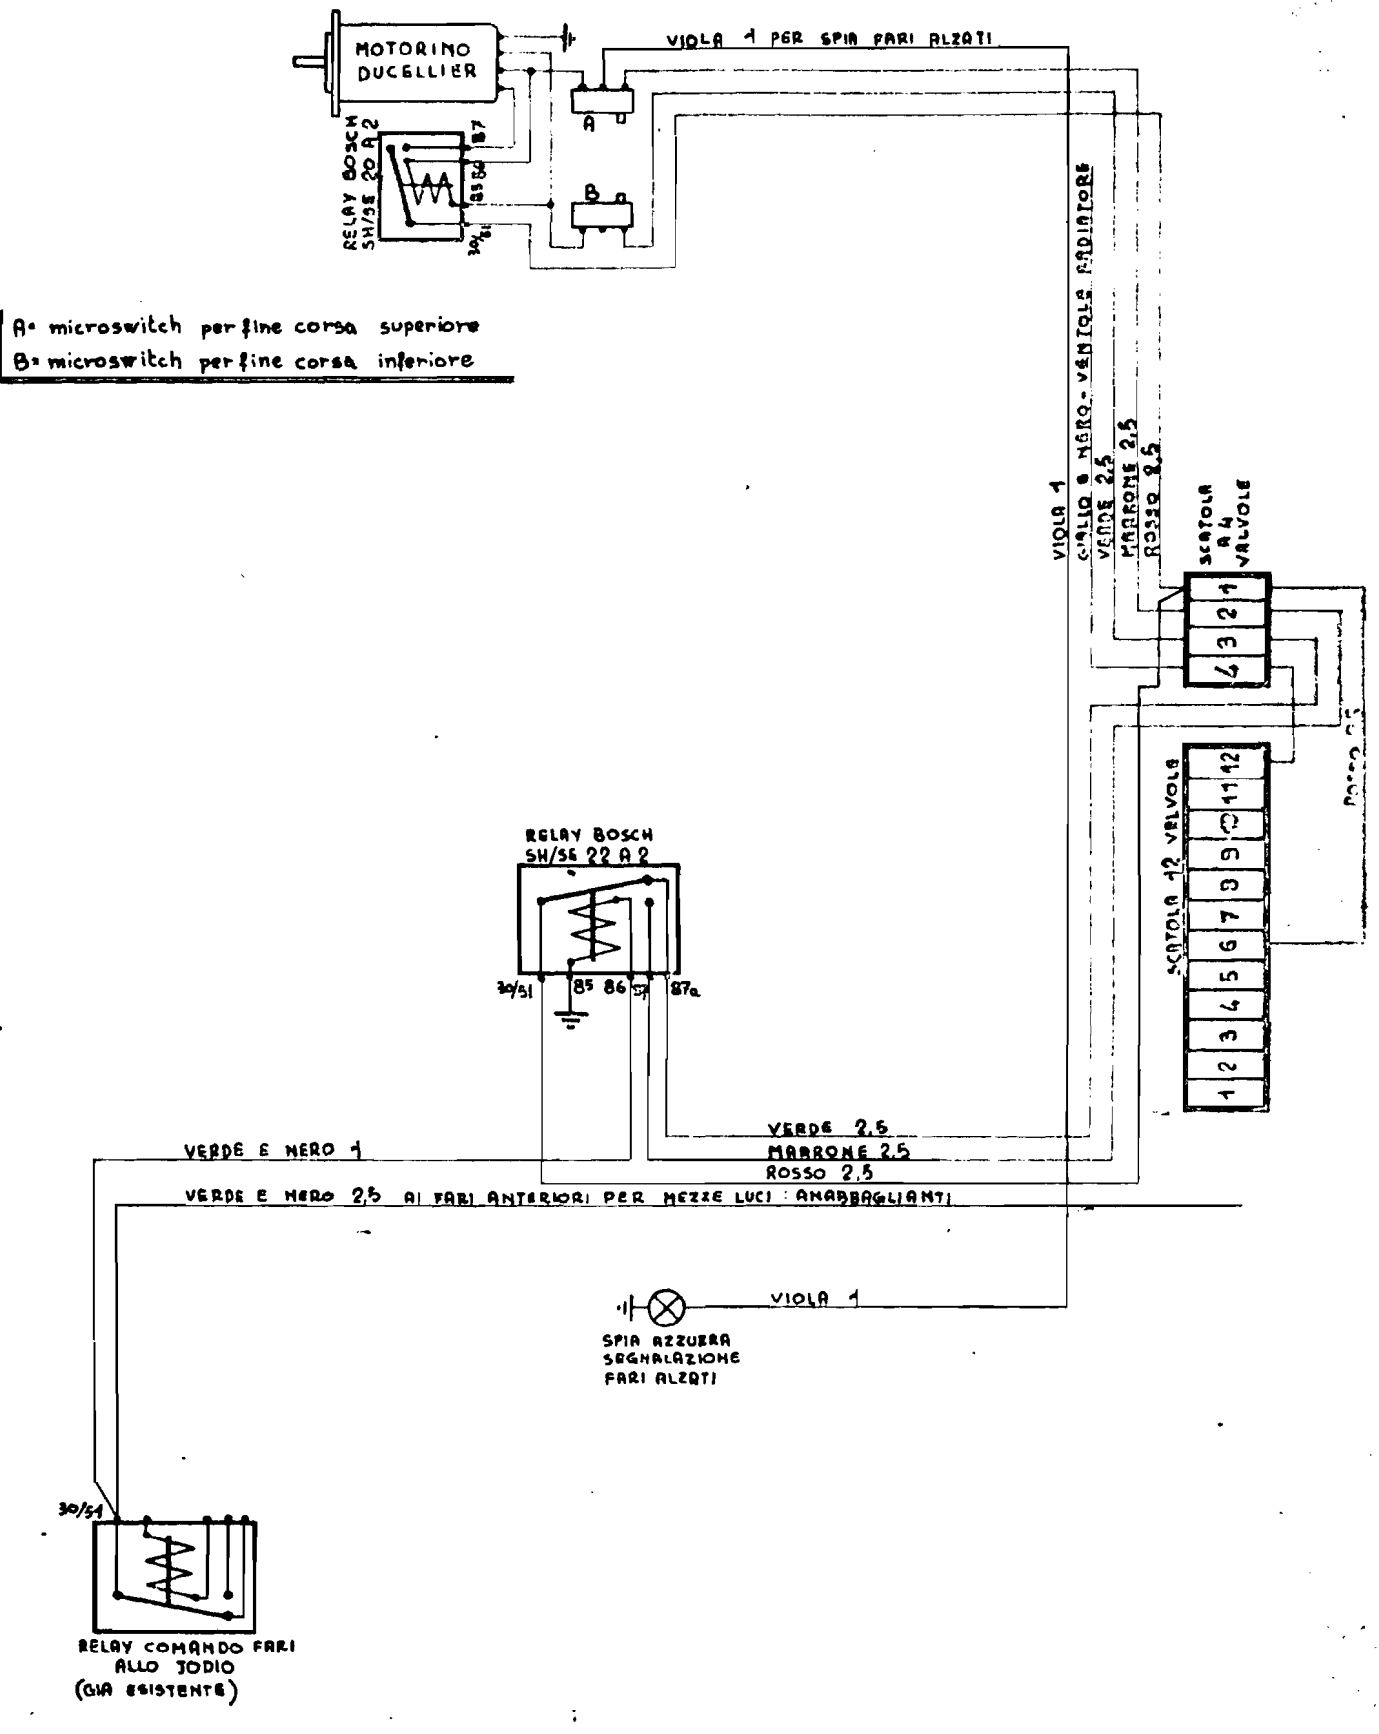 MOTORINO
DUCELLIER
VIOLA 1 PER SPIA FARI ALZATI
RELAY BOSCH
SH/SE 20 A 2
87
86
85
30/51
A
B
A= microswitch per fine corsa superiore
B= microswitch per fine corsa inferiore
VIOLA 1
GIALLO E NERO - VENTOLA RADIATORE
VERDE 2,5
MARRONE 2,5
ROSSO 2,5
SCATOLA
A 4
VALVOLE
1
2
3
4
SCATOLA 12 VALVOLE
12
11
10
9
8
7
6
5
4
3
2
1
RELAY BOSCH
SH/SE 22 A 2
30/51
85
86
87
87a
VERDE 2,5
VERDE E NERO 1
MARRONE 2,5
ROSSO 2,5
VERDE E NERO 2,5 AI FARI ANTERIORI PER MEZZE LUCI : ANABBAGLIANTI
VIOLA 1
SPIA AZZURRA
SEGNALAZIONE
FARI ALZATI
30/51
RELAY COMANDO FARI
ALLO JODIO
(GIA ESISTENTE)